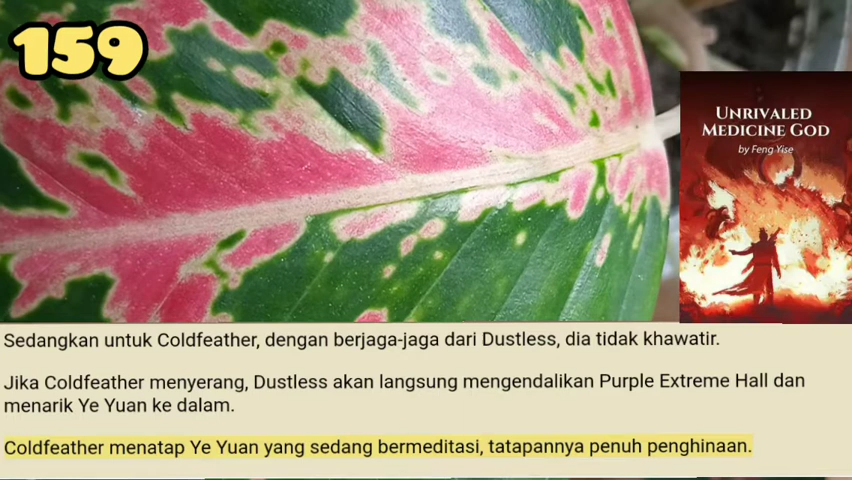 159
UNRIVALED
MEDICINE GOD
by Feng Yise
Sedangkan untuk Coldfeather, dengan berjaga-jaga dari Dustless, dia tidak khawatir.
Jika Coldfeather menyerang, Dustless akan langsung mengendalikan Purple Extreme Hall dan
menarik Ye Yuan ke dalam.
Coldfeather menatap Ye Yuan yang sedang bermeditasi, tatapannya penuh penghinaan.